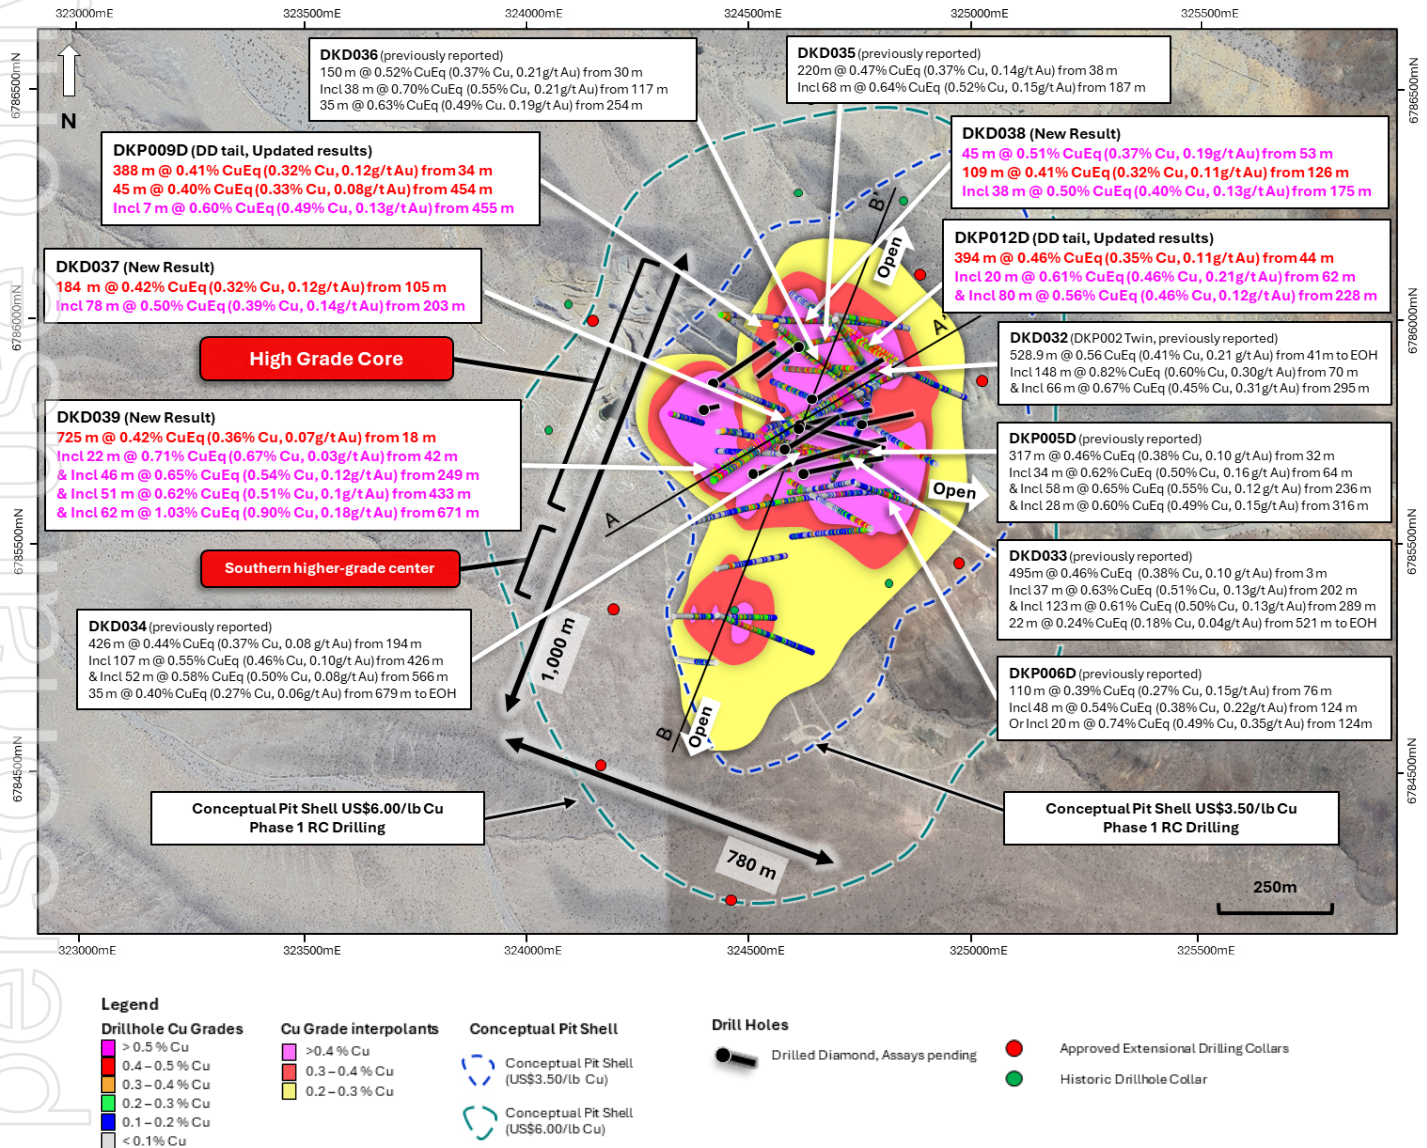 323000mE
323500mE
324000mE
324500mE
325000mE
325500mE
6786500mN
6786000mN
6785500mN
6784500mN
6786500mN
6786000mN
6785500mN
6784500mN
N
DKD036 (previously reported)
150 m @ 0.52% CuEq (0.37% Cu, 0.21g/t Au) from 30 m
Incl 38 m @ 0.70% CuEq (0.55% Cu, 0.21g/t Au) from 117 m
35 m @ 0.63% CuEq (0.49% Cu. 0.19g/t Au) from 254 m
DKD035 (previously reported)
220m @ 0.47% CuEq (0.37% Cu, 0.14g/t Au) from 38 m
Incl 68 m @ 0.64% CuEq (0.52% Cu, 0.15g/t Au) from 187 m
DKP009D (DD tail, Updated results)
388 m @ 0.41% CuEq (0.32% Cu, 0.12g/t Au) from 34 m
45 m @ 0.40% CuEq (0.33% Cu, 0.08g/t Au) from 454 m
Incl 7 m @ 0.60% CuEq (0.49% Cu, 0.13g/t Au) from 455 m
DKD038 (New Result)
45 m @ 0.51% CuEq (0.37% Cu, 0.19g/t Au) from 53 m
109 m @ 0.41% CuEq (0.32% Cu, 0.11g/t Au) from 126 m
Incl 38 m @ 0.50% CuEq (0.40% Cu, 0.13g/t Au) from 175 m
DKP012D (DD tail, Updated results)
394 m @ 0.46% CuEq (0.35% Cu, 0.11g/t Au) from 44 m
Incl 20 m @ 0.61% CuEq (0.46% Cu, 0.21g/t Au) from 62 m
& Incl 80 m @ 0.56% CuEq (0.46% Cu, 0.12g/t Au) from 228 m
DKD037 (New Result)
184 m @ 0.42% CuEq (0.32% Cu, 0.12g/t Au) from 105 m
Incl 78 m @ 0.50% CuEq (0.39% Cu, 0.14g/t Au) from 203 m
High Grade Core
DKD032 (DKP002 Twin, previously reported)
528.9 m @ 0.56 CuEq (0.41% Cu, 0.21 g/t Au) from 41m to EOH
Incl 148 m @ 0.82% CuEq (0.60% Cu, 0.30g/t Au) from 70 m
& Incl 66 m @ 0.67% CuEq (0.45% Cu, 0.31g/t Au) from 295 m
DKD039 (New Result)
725 m @ 0.42% CuEq (0.36% Cu, 0.07g/t Au) from 18 m
Incl 22 m @ 0.71% CuEq (0.67% Cu, 0.03g/t Au) from 42 m
& Incl 46 m @ 0.65% CuEq (0.54% Cu, 0.12g/t Au) from 249 m
& Incl 51 m @ 0.62% CuEq (0.51% Cu, 0.1g/t Au) from 433 m
& Incl 62 m @ 1.03% CuEq (0.90% Cu, 0.18g/t Au) from 671 m
DKP005D (previously reported)
317 m @ 0.46% CuEq (0.38% Cu, 0.10 g/t Au) from 32 m
Incl 34 m @ 0.62% CuEq (0.50% Cu, 0.16 g/t Au) from 64 m
& Incl 58 m @ 0.65% CuEq (0.55% Cu, 0.12 g/t Au) from 236 m
& Incl 28 m @ 0.60% CuEq (0.49% Cu, 0.15g/t Au) from 316 m
Southern higher-grade center
DKD033 (previously reported)
495m @ 0.46% CuEq (0.38% Cu, 0.10 g/t Au) from 3 m
Incl 37 m @ 0.63% CuEq (0.51% Cu, 0.13g/t Au) from 202 m
& Incl 123 m @ 0.61% CuEq (0.50% Cu, 0.13g/t Au) from 289 m
22 m @ 0.24% CuEq (0.18% Cu, 0.04g/t Au) from 521 m to EOH
DKD034 (previously reported)
426 m @ 0.44% CuEq (0.37% Cu, 0.08 g/t Au) from 194 m
Incl 107 m @ 0.55% CuEq (0.46% Cu, 0.10g/t Au) from 426 m
& Incl 52 m @ 0.58% CuEq (0.50% Cu, 0.08g/t Au) from 566 m
35 m @ 0.40% CuEq (0.27% Cu, 0.06g/t Au) from 679 m to EOH
DKP006D (previously reported)
110 m @ 0.39% CuEq (0.27% Cu, 0.15g/t Au) from 76 m
Incl 48 m @ 0.54% CuEq (0.38% Cu, 0.22g/t Au) from 124 m
Or Incl 20 m @ 0.74% CuEq (0.49% Cu, 0.35g/t Au) from 124m
B'
Open
A'
A
Open
B
Open
1,000 m
780 m
Conceptual Pit Shell US$6.00/lb Cu
Phase 1 RC Drilling
Conceptual Pit Shell US$3.50/lb Cu
Phase 1 RC Drilling
250m
323000mE
323500mE
324000mE
324500mE
325000mE
325500mE
Legend
Drillhole Cu Grades
> 0.5 % Cu
0.4 – 0.5 % Cu
0.3 – 0.4 % Cu
0.2 – 0.3 % Cu
0.1 – 0.2 % Cu
< 0.1% Cu
Cu Grade interpolants
>0.4 % Cu
0.3 – 0.4 % Cu
0.2 – 0.3 % Cu
Conceptual Pit Shell
Conceptual Pit Shell
(US$3.50/lb Cu)
Conceptual Pit Shell
(US$6.00/lb Cu)
Drill Holes
Drilled Diamond, Assays pending
Approved Extensional Drilling Collars
Historic Drillhole Collar
personal use on